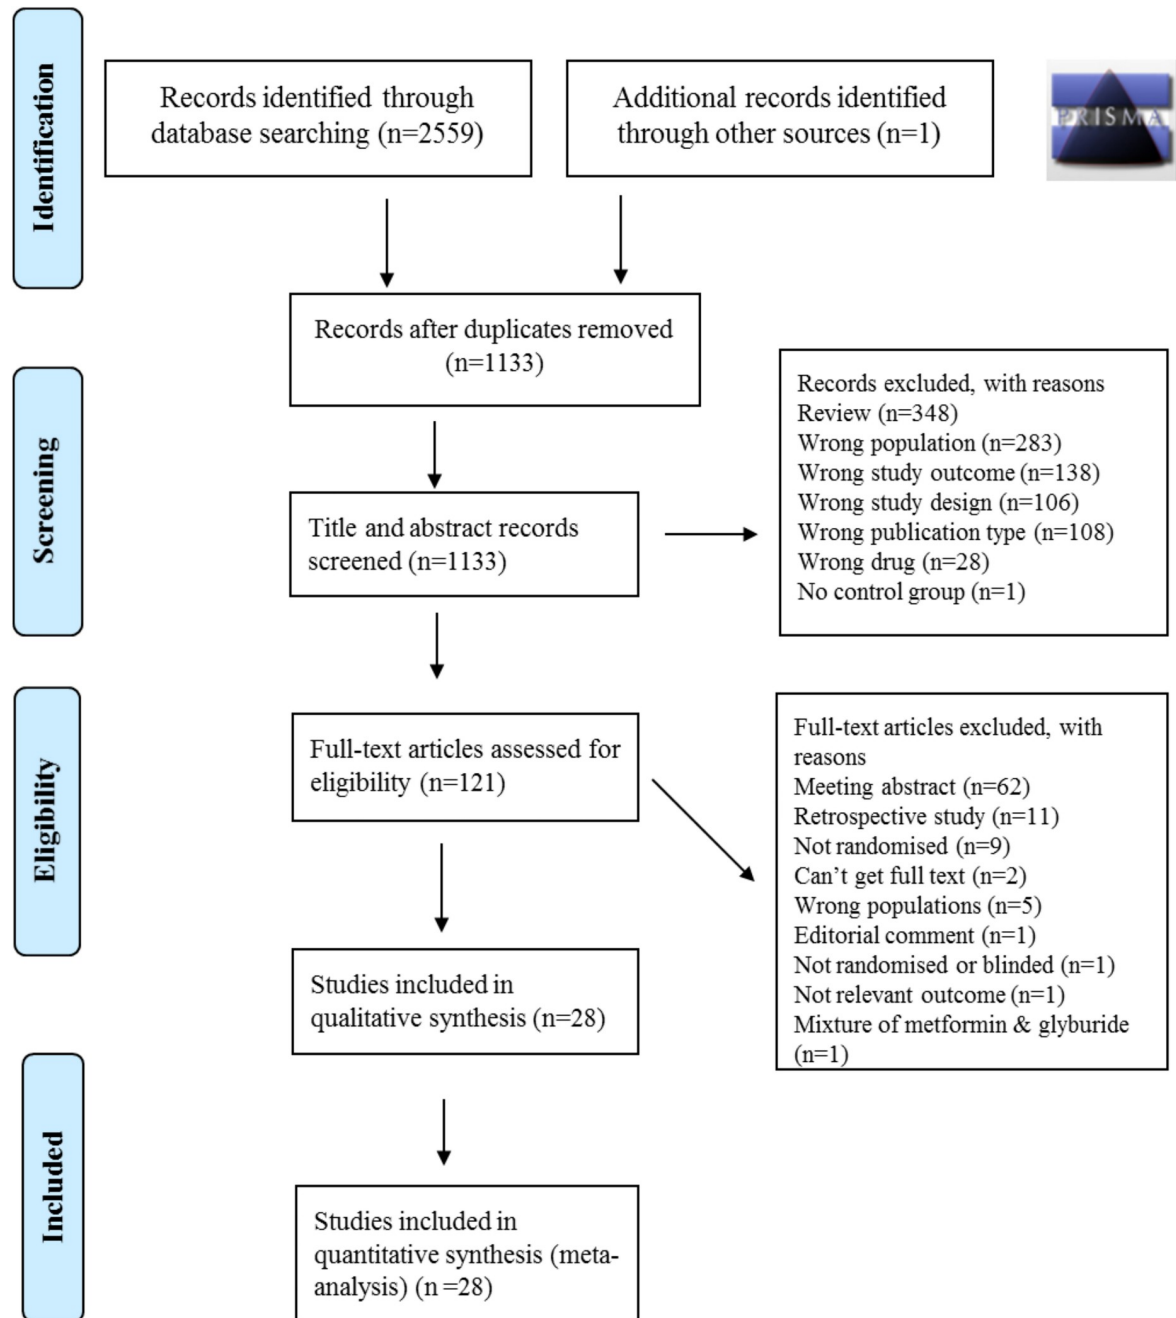 Identification
Records identified through
database searching (n=2559)
Additional records identified
through other sources (n=1)
PRISMA
Records after duplicates removed
(n=1133)
Screening
Title and abstract records
screened (n=1133)
Records excluded, with reasons
Review (n=348)
Wrong population (n=283)
Wrong study outcome (n=138)
Wrong study design (n=106)
Wrong publication type (n=108)
Wrong drug (n=28)
No control group (n=1)
Eligibility
Full-text articles assessed for
eligibility (n=121)
Full-text articles excluded, with
reasons
Meeting abstract (n=62)
Retrospective study (n=11)
Not randomised (n=9)
Can’t get full text (n=2)
Wrong populations (n=5)
Editorial comment (n=1)
Not randomised or blinded (n=1)
Not relevant outcome (n=1)
Mixture of metformin & glyburide
(n=1)
Studies included in
qualitative synthesis (n=28)
Included
Studies included in
quantitative synthesis (meta-
analysis) (n =28)